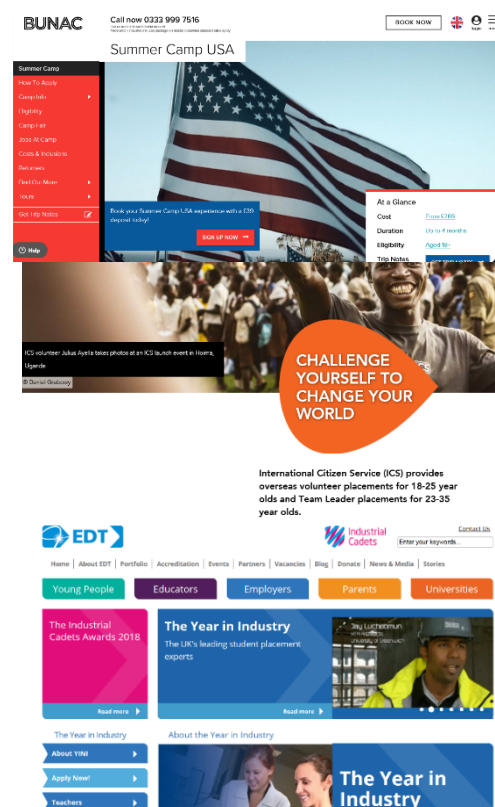 BUNAC
Call now 0333 999 7516
BOOK NOW
Summer Camp USA
Summer Camp
How To Apply
Camp Info
Eligibility
Camp Fair
Jobs At Camp
Costs & Inclusions
Returners
Find Out More
Tours
Get Trip Notes
Help
Book your Summer Camp USA experience with a £39
deposit today!
SIGN UP NOW
At a Glance
Cost
From £269
Duration
Up to 4 months
Eligibility
Aged 18+
Trip Notes
ICS volunteer Julius Ayella takes photos at an ICS launch event in Hoima,
Uganda
CHALLENGE
YOURSELF TO
CHANGE YOUR
WORLD
International Citizen Service (ICS) provides
overseas volunteer placements for 18-25 year
olds and Team Leader placements for 23-35
year olds.
EDT
Industrial
Cadets
Contact Us
Enter your keywords...
Home | About EDT | Portfolio | Accreditation | Events | Partners | Vacancies | Blog | Donate | News & Media | Stories
Young People
Educators
Employers
Parents
Universities
The Industrial
Cadets Awards 2018
Read more
The Year in Industry
The UK's leading student placement
experts
Read more
University of Greenwich
The Year in Industry
About YINI
Apply Now!
Teachers
About the Year in Industry
The Year in
Industry